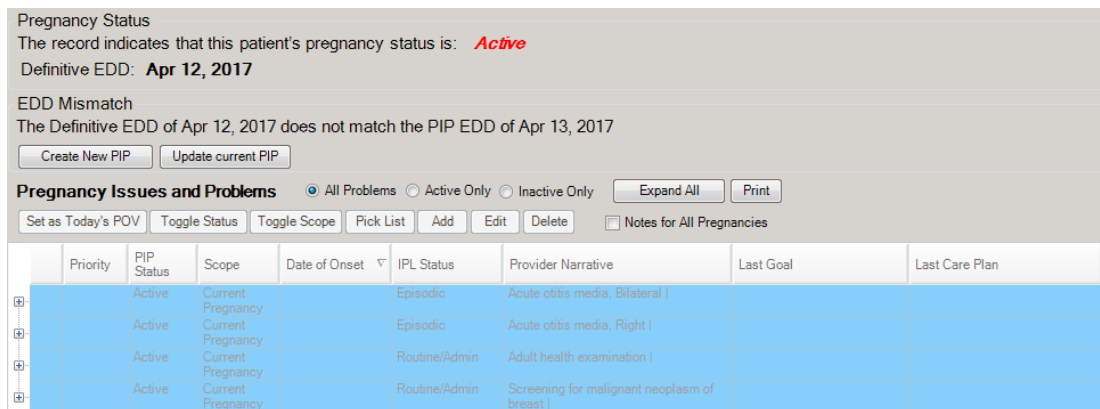 Pregnancy Status
The record indicates that this patient's pregnancy status is: Active
Definitive EDD: Apr 12, 2017
EDD Mismatch
The Definitive EDD of Apr 12, 2017 does not match the PIP EDD of Apr 13, 2017
Create New PIP Update current PIP
Pregnancy Issues and Problems All Problems Active Only Inactive Only Expand All Print
Set as Today's POV Toggle Status Toggle Scope Pick List Add Edit Delete Notes for All Pregnancies
Priority PIP Status Scope Date of Onset IPL Status Provider Narrative Last Goal Last Care Plan
Active Current Pregnancy Episodic Acute otitis media, Bilateral |
Active Current Pregnancy Episodic Acute otitis media, Right |
Active Current Pregnancy Routine/Admin Adult health examination |
Active Current Pregnancy Routine/Admin Screening for malignant neoplasm of breast |